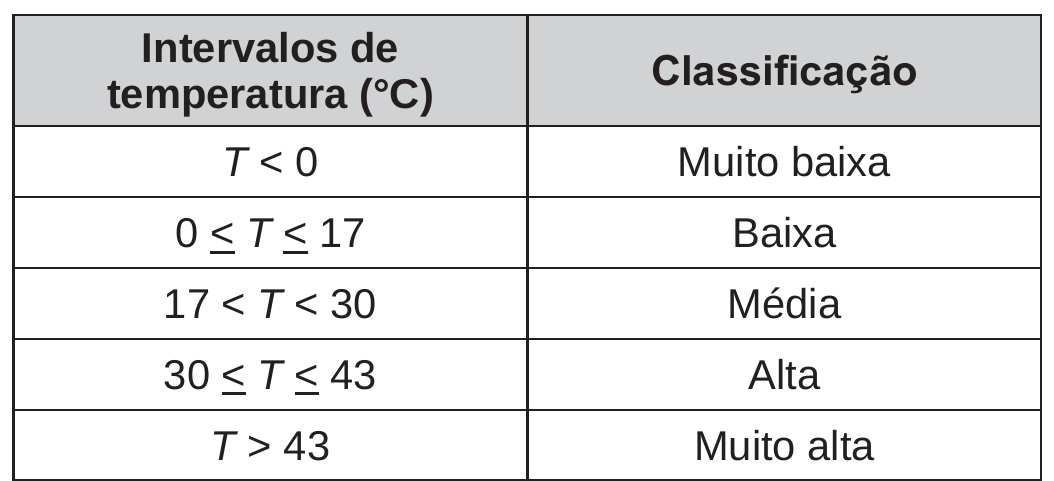 Intervalos de
temperatura (°C)
Classificação
T < 0
Muito baixa
0 ≤ T ≤ 17
Baixa
17 < T < 30
Média
30 ≤ T ≤ 43
Alta
T > 43
Muito alta